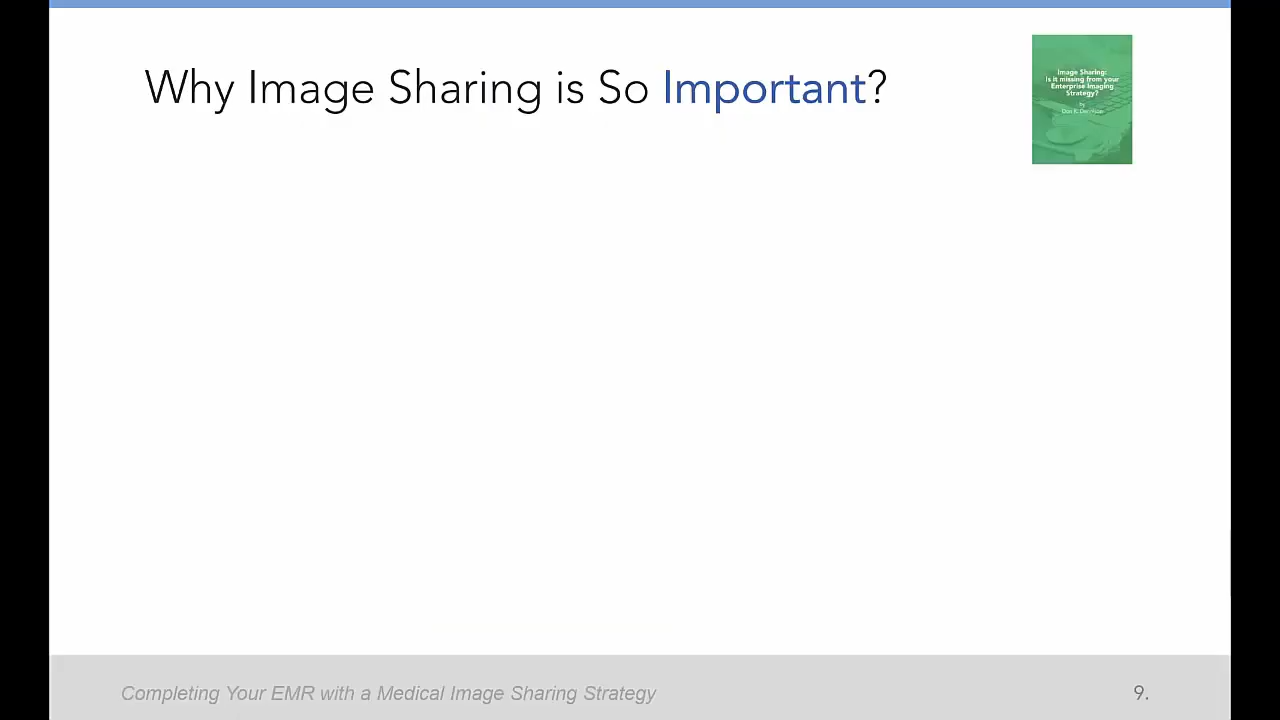 Why Image Sharing is So Important?
Image Sharing:
Is it missing from your
Enterprise Imaging
Strategy?
by
Completing Your EMR with a Medical Image Sharing Strategy
9.